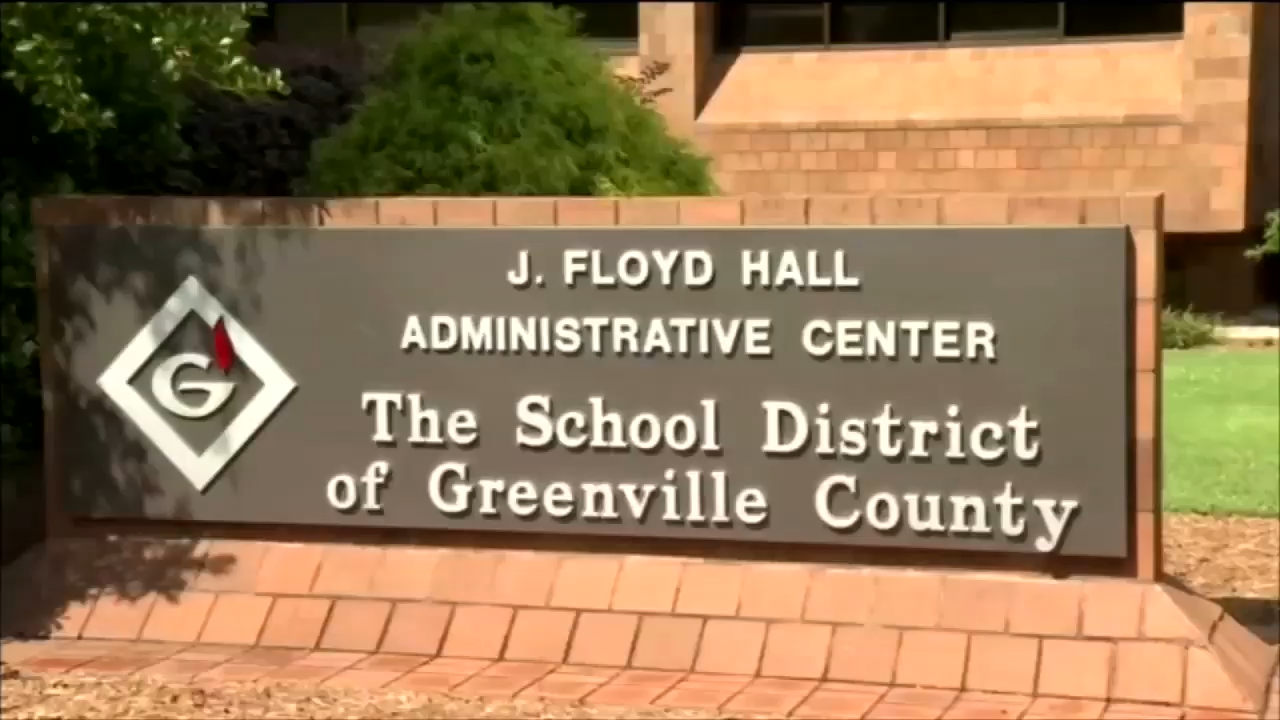 J. FLOYD HALL
ADMINISTRATIVE CENTER
The School District
of Greenville County
G